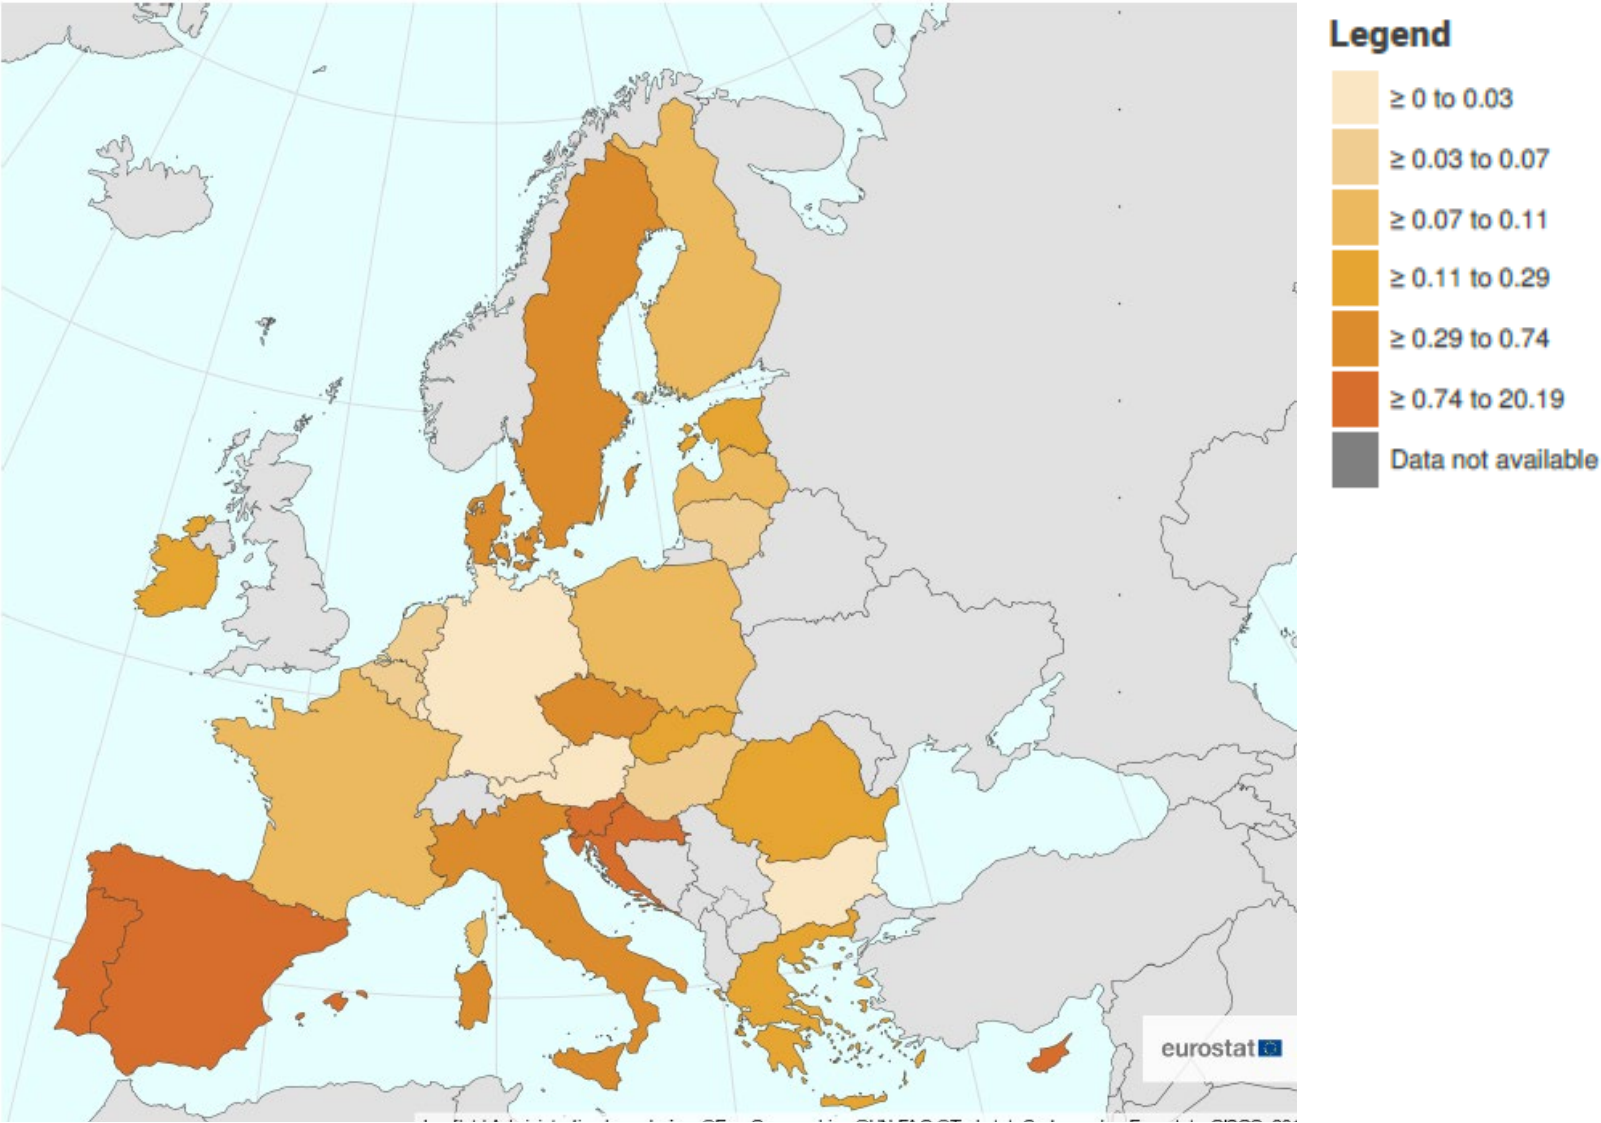 Legend
≥ 0 to 0.03
≥ 0.03 to 0.07
≥ 0.07 to 0.11
≥ 0.11 to 0.29
≥ 0.29 to 0.74
≥ 0.74 to 20.19
Data not available
eurostat